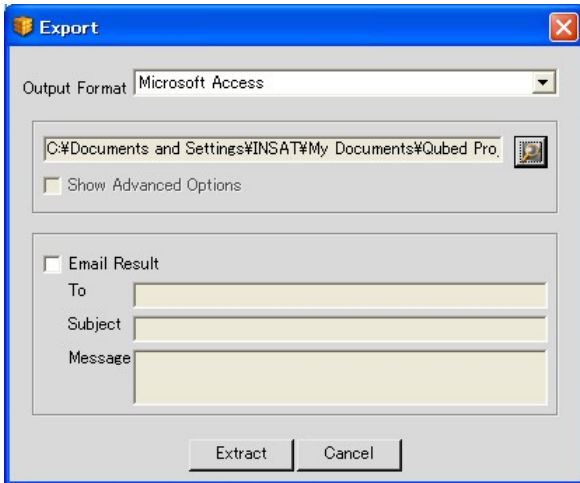 Export
Output Format Microsoft Access
C:¥Documents and Settings¥INSAT¥My Documents¥Qubed Pro
Show Advanced Options
Email Result
To
Subject
Message
Extract Cancel